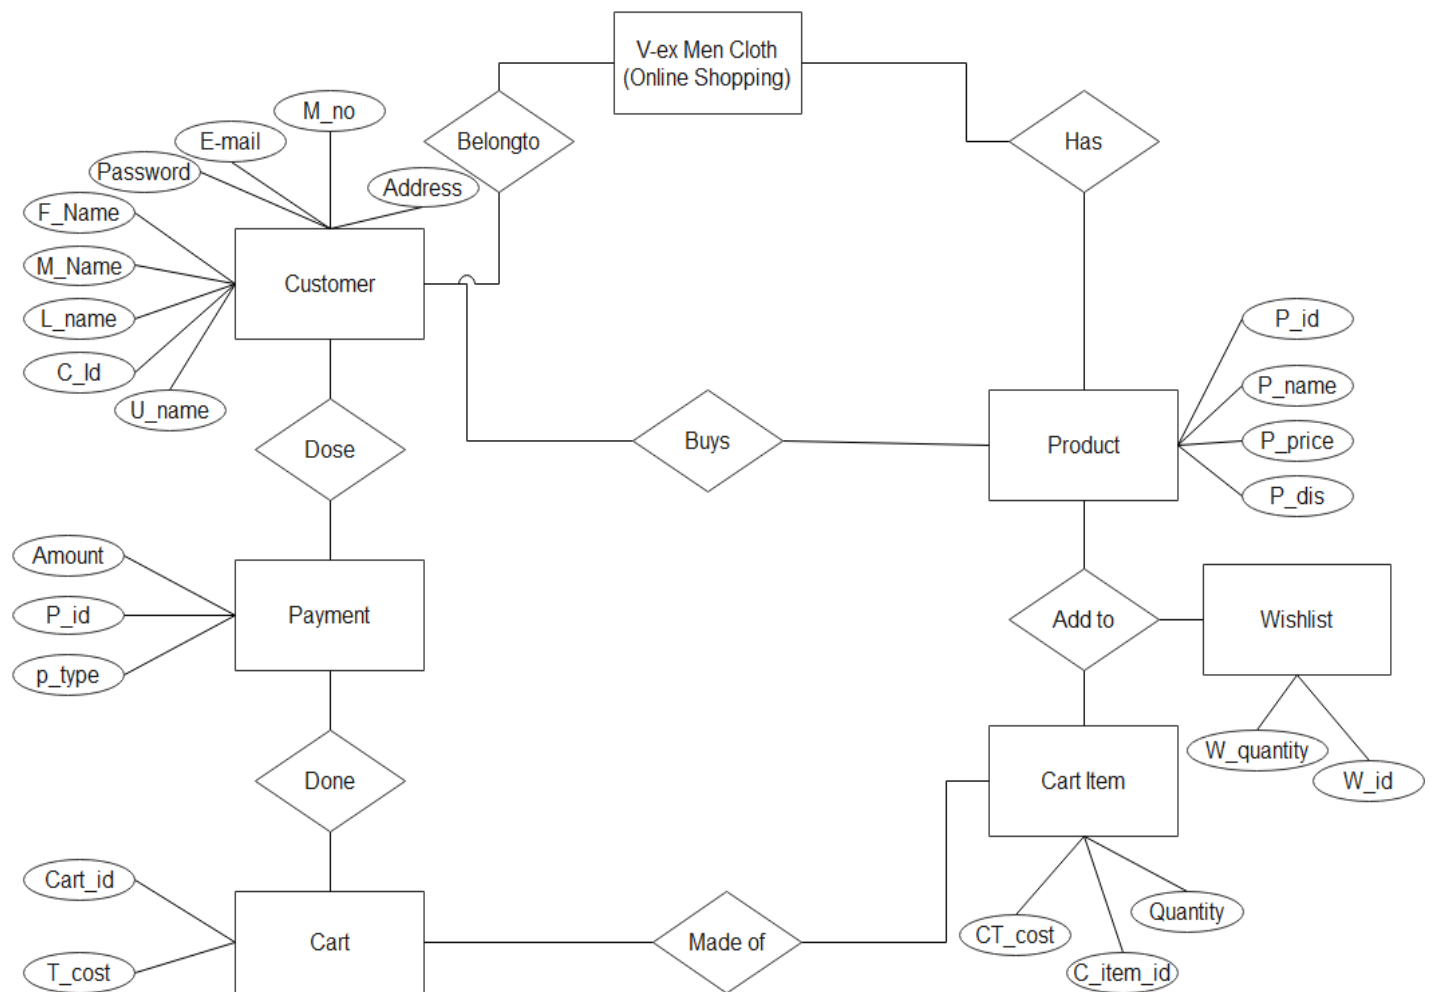 V-ex Men Cloth
(Online Shopping)
M_no
E-mail
Belongto
Has
Password
Address
F_Name
M_Name
Customer
L_name
P_id
C_Id
P_name
U_name
Dose
Buys
Product
P_price
P_dis
Amount
P_id
Payment
Add to
Wishlist
p_type
W_quantity
Done
Cart Item
W_id
Cart_id
Quantity
CT_cost
Cart
Made of
T_cost
C_item_id